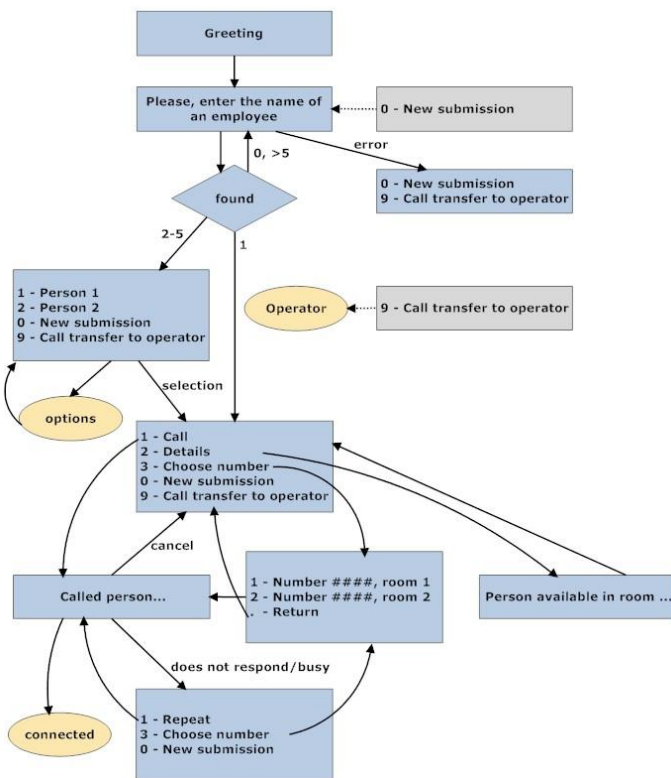 Greeting
Please, enter the name of
an employee
0 - New submission
0, >5
error
0 - New submission
9 - Call transfer to operator
found
2-5
1
1 - Person 1
2 - Person 2
0 - New submission
9 - Call transfer to operator
Operator
9 - Call transfer to operator
selection
options
1 - Call
2 - Details
3 - Choose number
0 - New submission
9 - Call transfer to operator
cancel
Called person...
1 - Number ####, room 1
2 - Number ####, room 2
. - Return
Person available in room ...
does not respond/busy
connected
1 - Repeat
3 - Choose number
0 - New submission